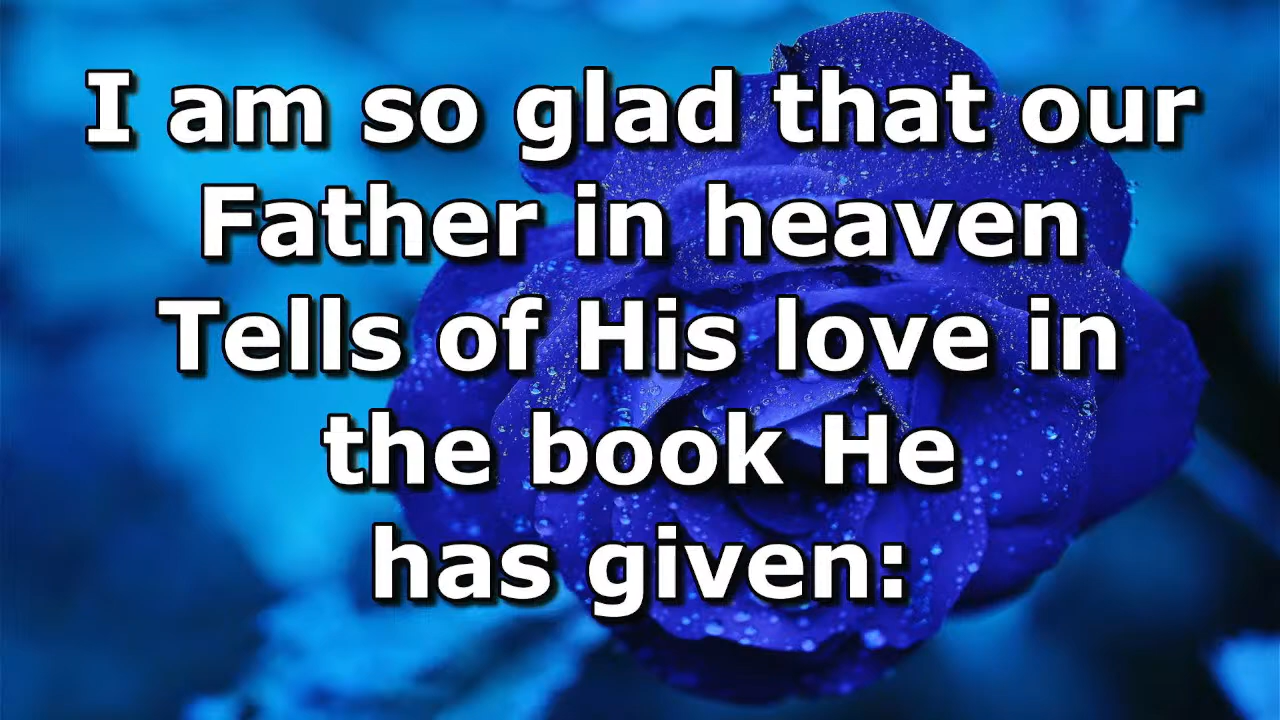 I am so glad that our
Father in heaven
Tells of His love in
the book He
has given: